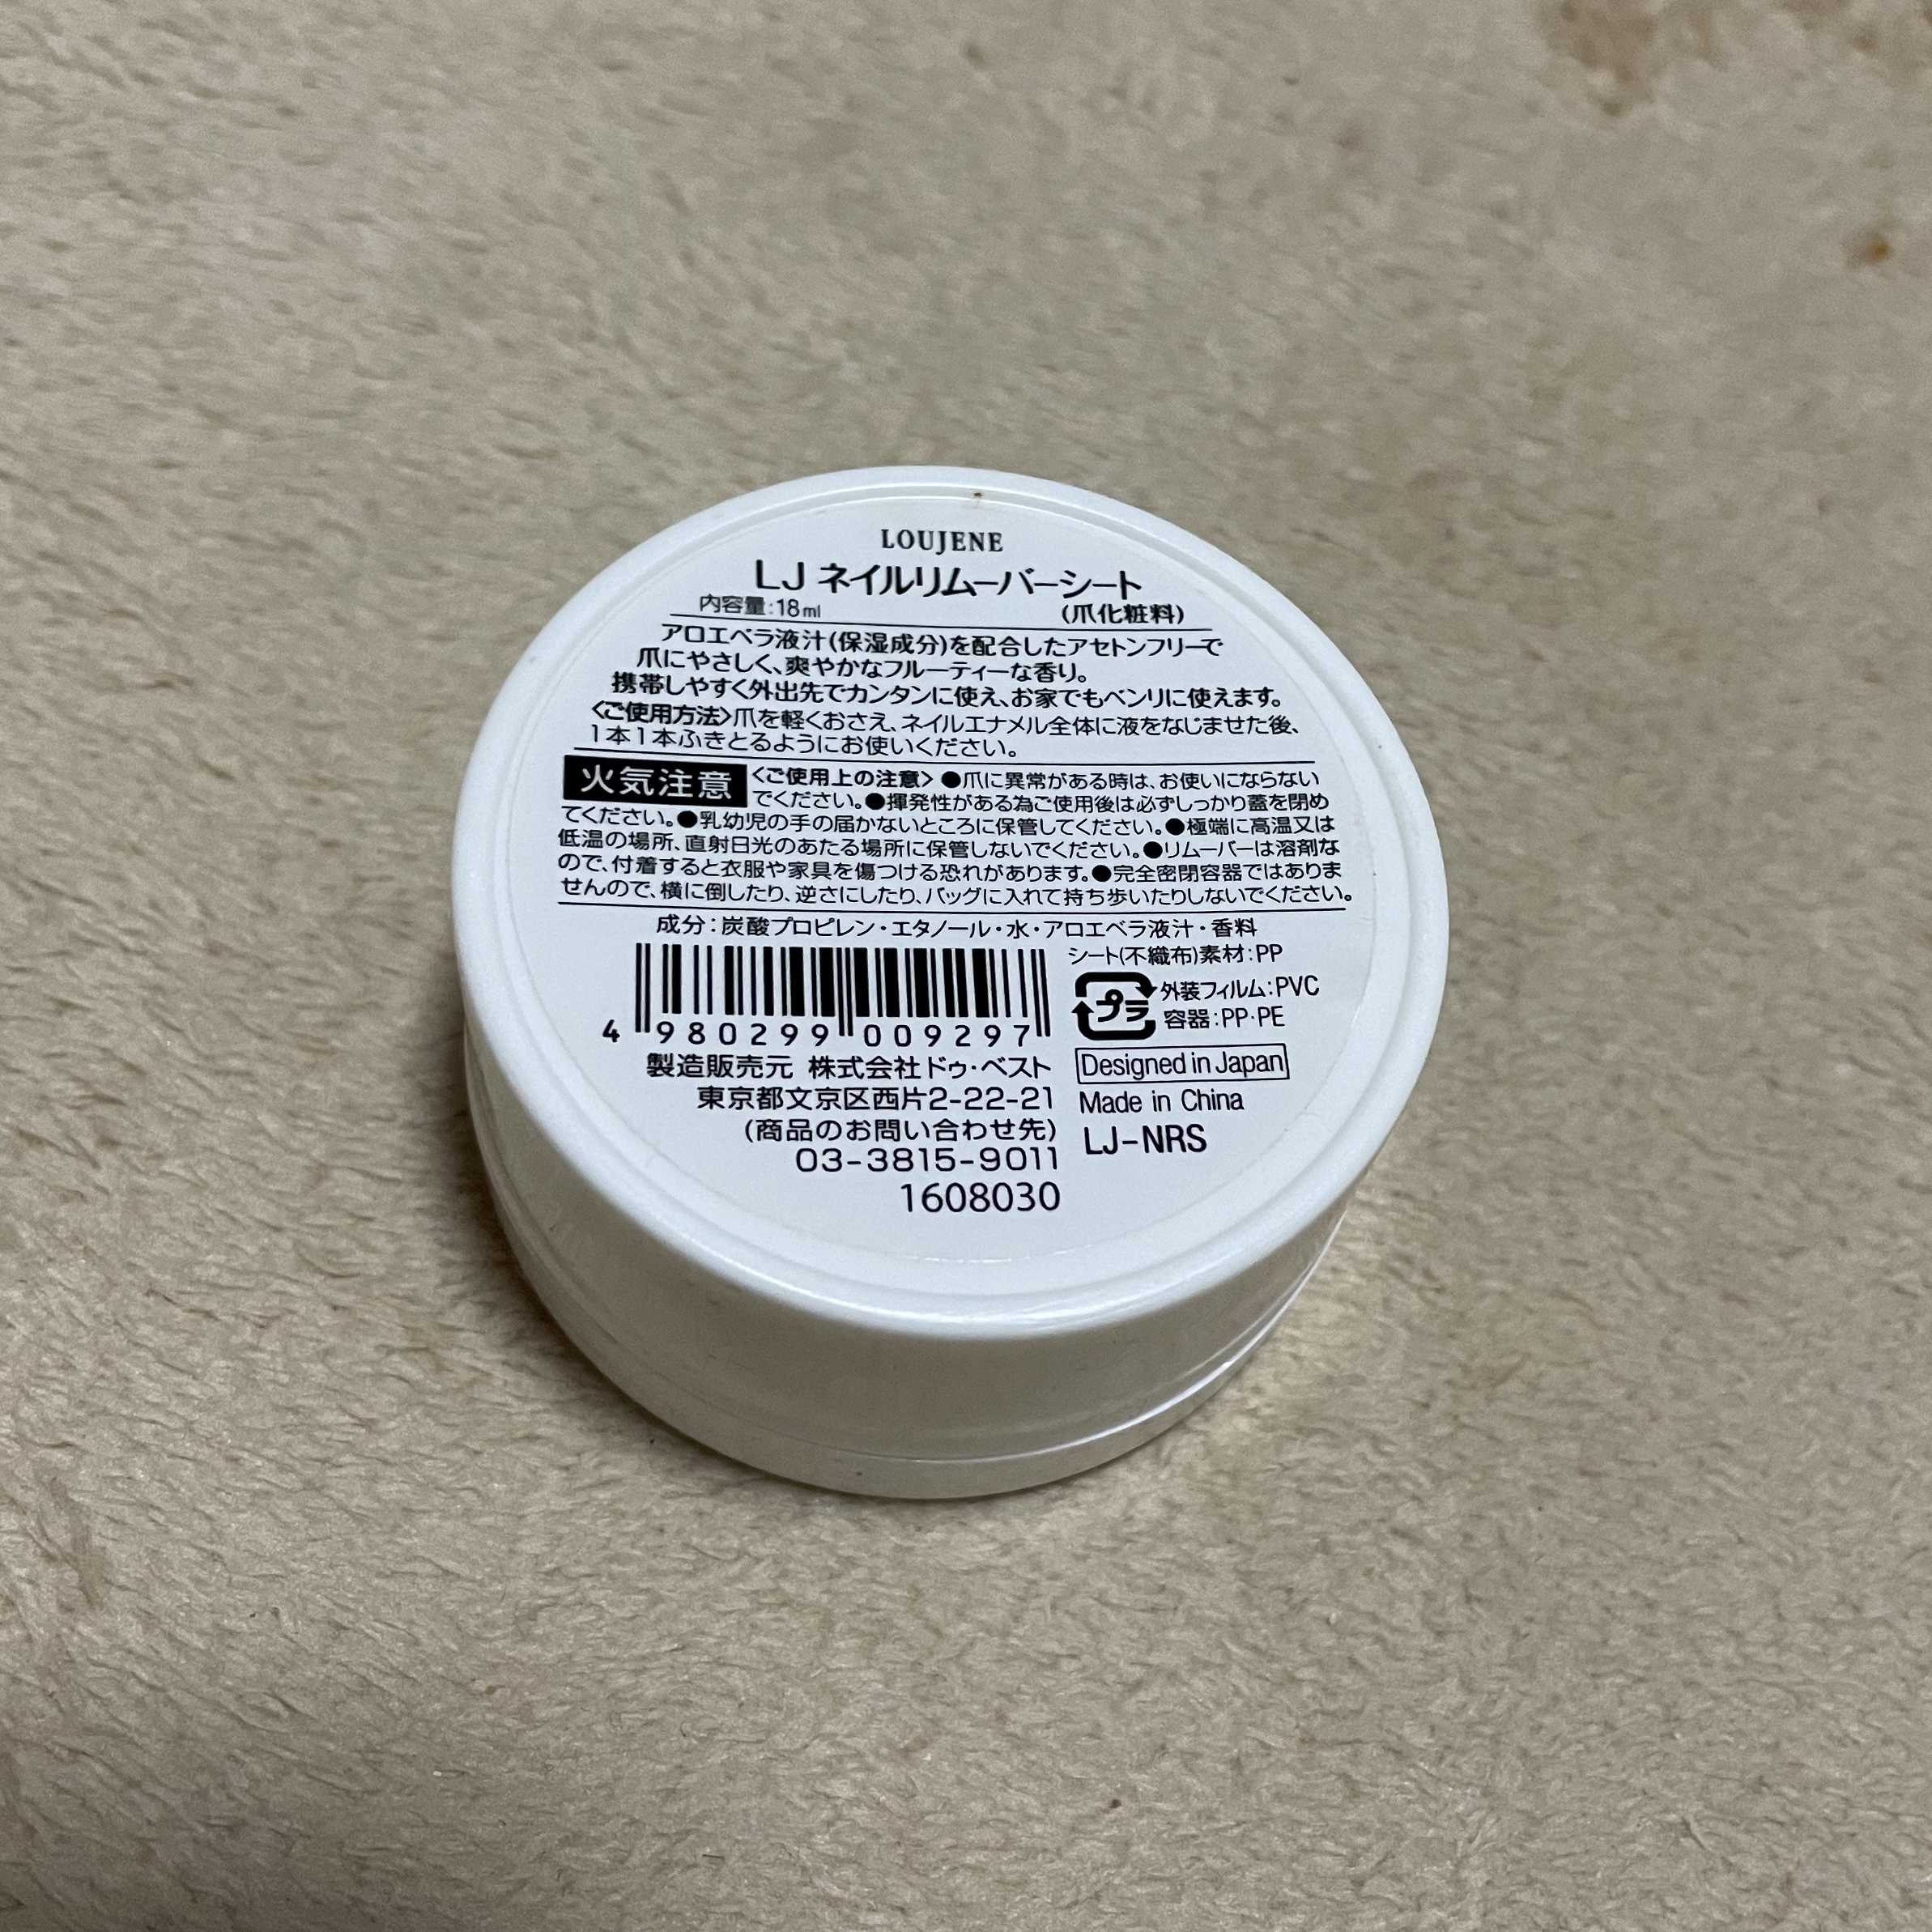 LOUJENE
LJ ネイルリムーバーシート
内容量:18ml (爪化粧料)
アロエベラ液汁(保湿成分)を配合したアセトンフリーで
爪にやさしく、爽やかなフルーティーな香り。
携帯しやすく外出先でカンタンに使え、お家でもベンリに使えます。
〈ご使用方法〉爪を軽くおさえ、ネイルエナメル全体に液をなじませた後、
1本1本ふきとるようにお使いください。
火気注意 〈ご使用上の注意〉●爪に異常がある時は、お使いにならない
でください。●揮発性がある為ご使用後は必ずしっかり蓋を閉め
てください。●乳幼児の手の届かないところに保管してください。●極端に高温又は
低温の場所、直射日光のあたる場所に保管しないでください。●リムーバーは溶剤な
ので、付着すると衣服や家具を傷つける恐れがあります。●完全密閉容器ではありま
せんので、横に倒したり、逆さにしたり、バッグに入れて持ち歩いたりしないでください。
成分:炭酸プロピレン・エタノール・水・アロエベラ液汁・香料
シート(不織布)素材:PP
プラ
外装フィルム:PVC
容器:PP・PE
4 980299 009297
製造販売元 株式会社ドゥ・ベスト
東京都文京区西片2-22-21
(商品のお問い合わせ先)
03-3815-9011
1608030
Designed in Japan
Made in China
LJ-NRS